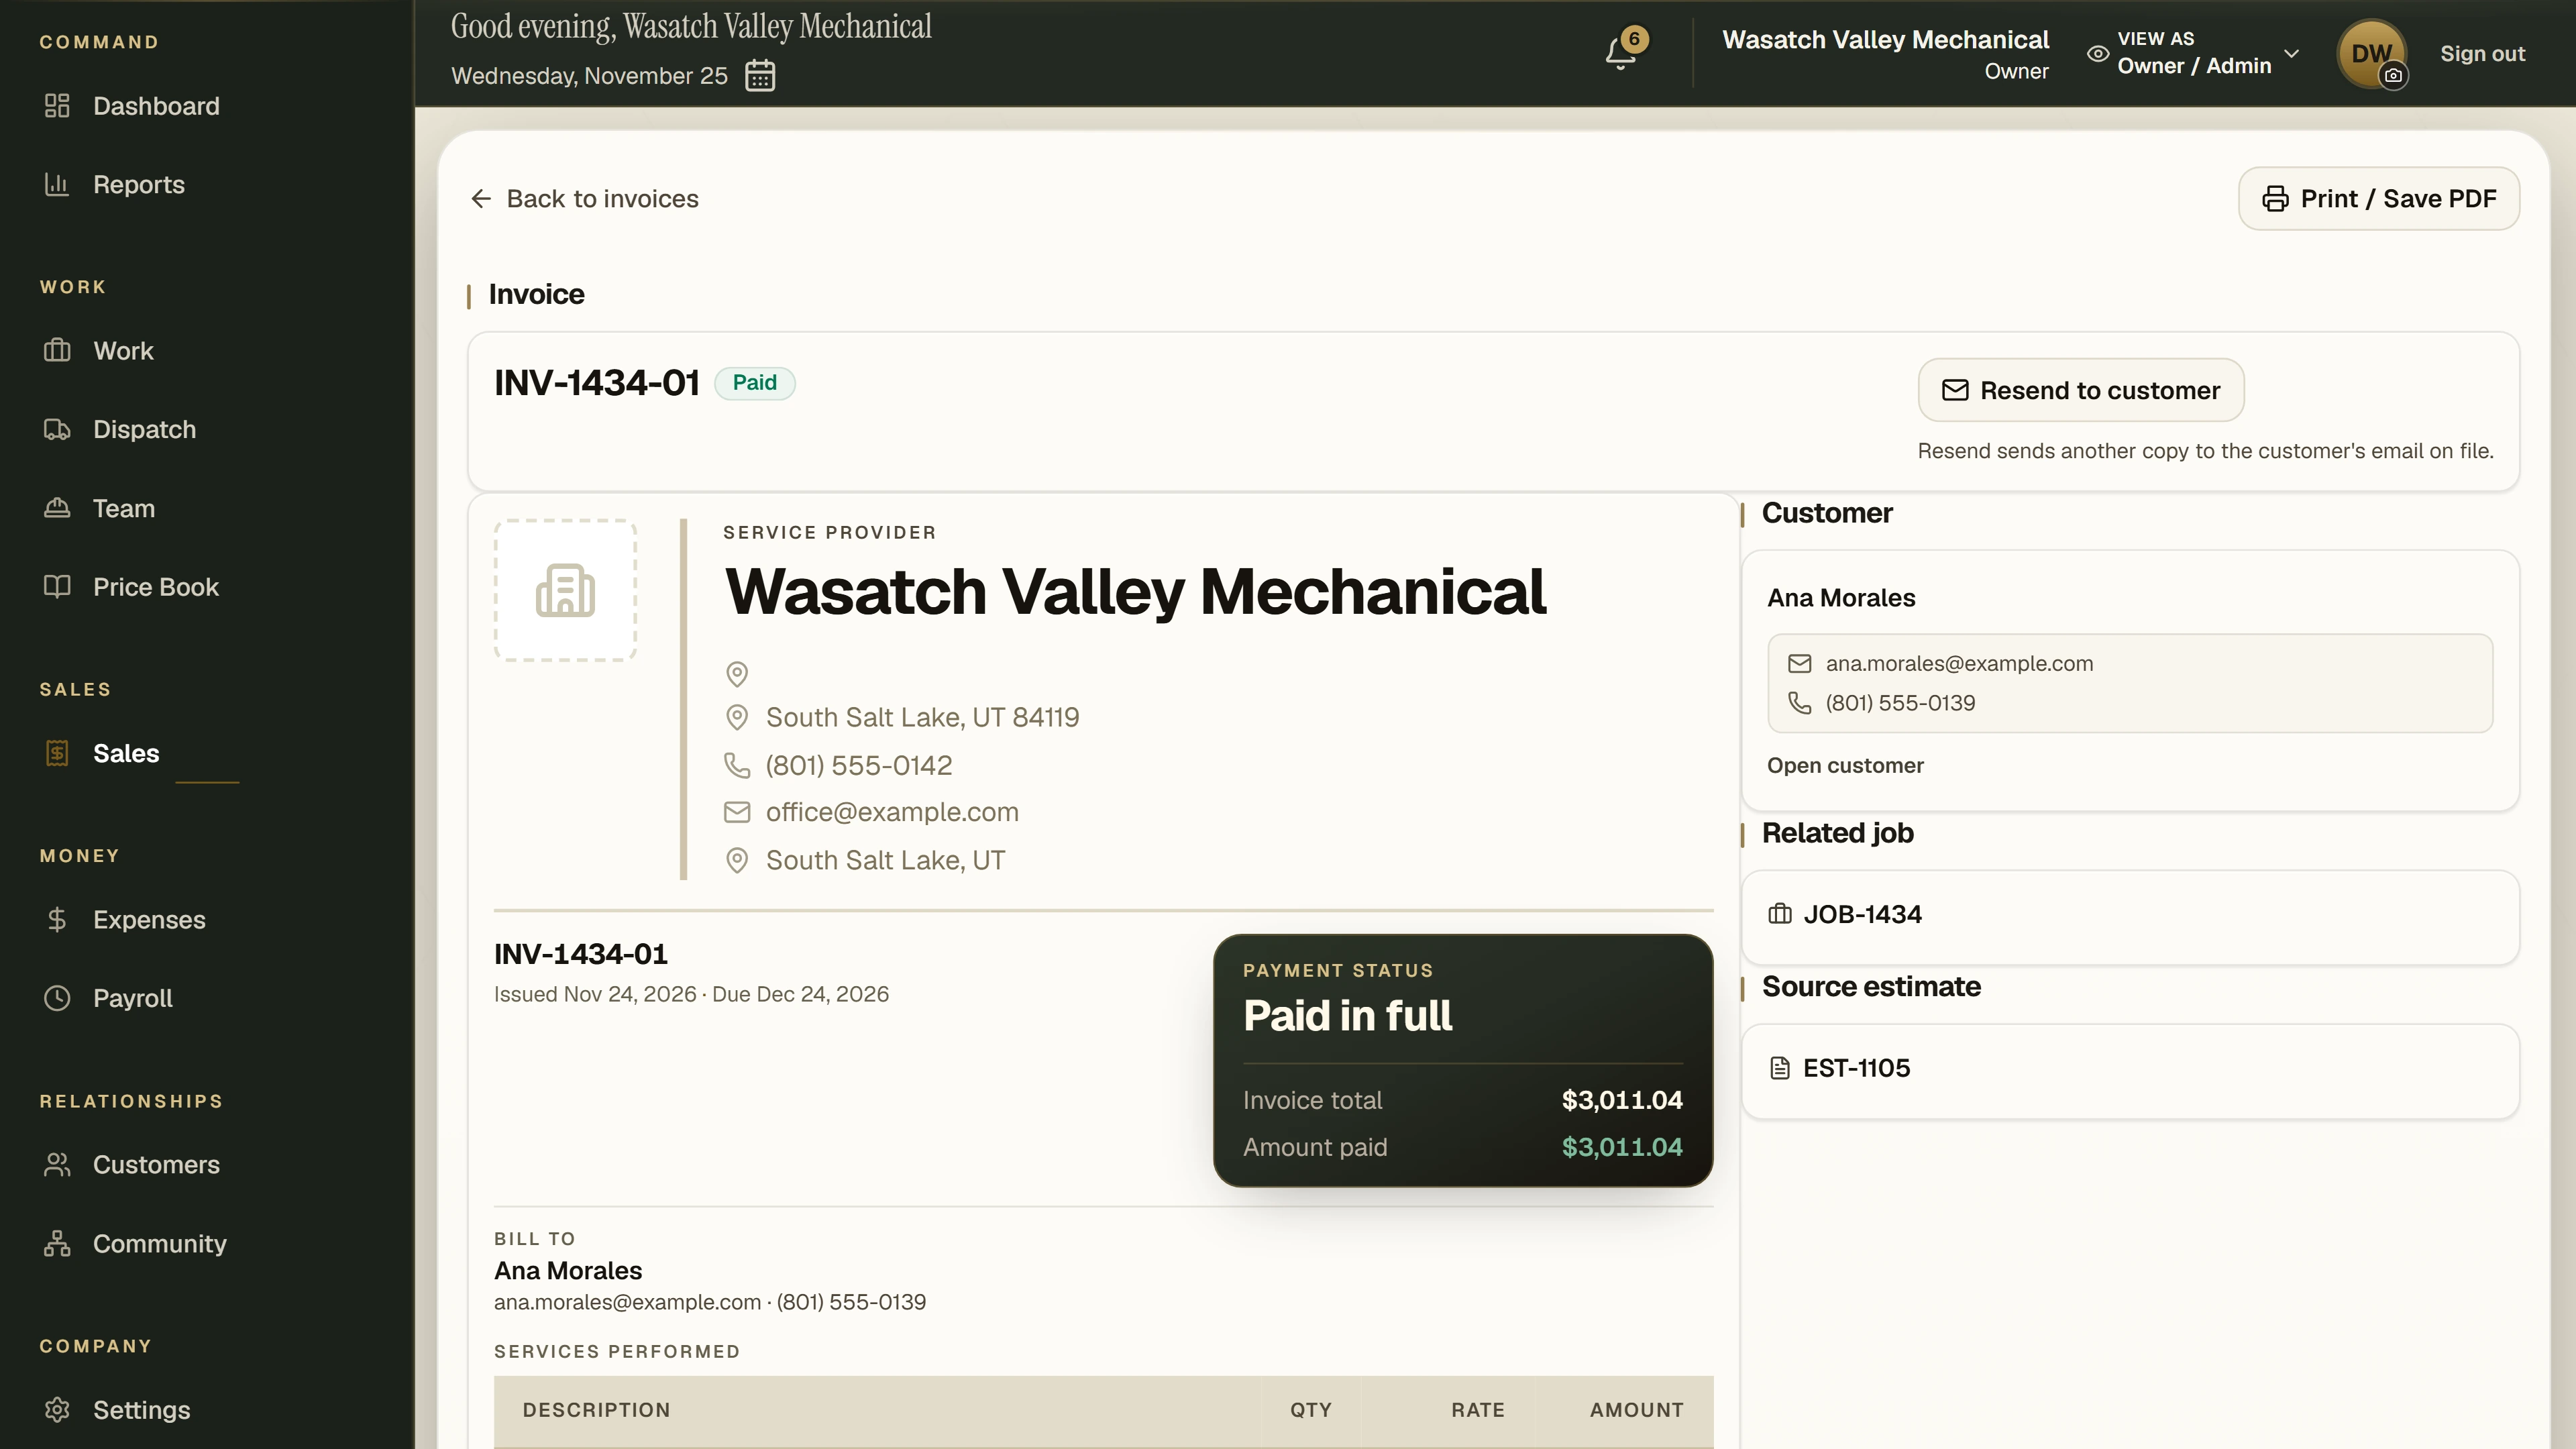 COMMAND
Dashboard
Reports
WORK
Work
Dispatch
Team
Price Book
SALES
Sales
MONEY
Expenses
Payroll
RELATIONSHIPS
Customers
Community
COMPANY
Settings
Good evening, Wasatch Valley Mechanical
Wednesday, November 25
6
Wasatch Valley Mechanical
Owner
VIEW AS
Owner / Admin
DW
Sign out
Back to invoices
Print / Save PDF
Invoice
INV-1434-01
Paid
Resend to customer
Resend sends another copy to the customer's email on file.
SERVICE PROVIDER
Wasatch Valley Mechanical
South Salt Lake, UT 84119
(801) 555-0142
office@example.com
South Salt Lake, UT
INV-1434-01
Issued Nov 24, 2026 · Due Dec 24, 2026
PAYMENT STATUS
Paid in full
Invoice total $3,011.04
Amount paid $3,011.04
BILL TO
Ana Morales
ana.morales@example.com · (801) 555-0139
SERVICES PERFORMED
DESCRIPTION QTY RATE AMOUNT
Customer
Ana Morales
ana.morales@example.com
(801) 555-0139
Open customer
Related job
JOB-1434
Source estimate
EST-1105